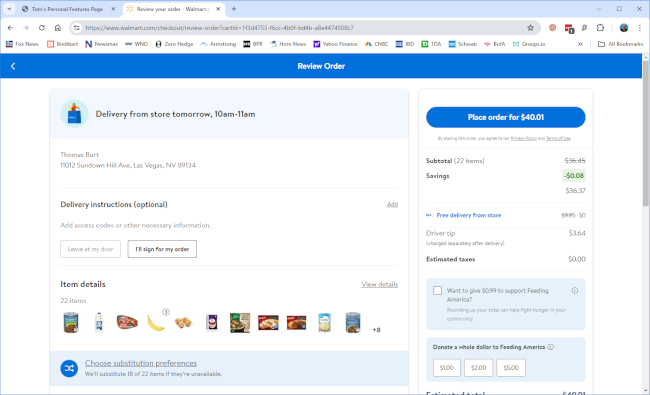 Tom's Personal Features Page
Review your order - Walmart.c
https://www.walmart.com/checkout/review-order?cartId=1f3d4755-f6cc-4b0f-bd4b-a8e4474508c7
Fox News
Breitbart
Newsmax
WND
Zero Hedge
Armstrong
BPR
Horn News
Yahoo Finance
CNBC
IBD
TDA
Schwab
BofA
Groups.io
All Bookmarks
Review Order
Delivery from store tomorrow, 10am-11am
Thomas Burt
11012 Sundown Hill Ave, Las Vegas, NV 89134
Delivery instructions (optional)
Add
Add access codes or other necessary information.
Leave at my door
I'll sign for my order
Item details
View details
22 items
3
+8
Choose substitution preferences
We'll substitute 18 of 22 items if they're unavailable.
Place order for $40.01
By placing this order, you agree to our Privacy Policy and Terms of Use
Subtotal (22 items)
$36.45
Savings
-$0.08
$36.37
Free delivery from store
$9.95 $0
Driver tip
$3.64
(charged separately after delivery)
Estimated taxes
$0.00
Want to give $0.99 to support Feeding
America?
Rounding up your total can help fight hunger in your
community.
Donate a whole dollar to Feeding America
$1.00
$2.00
$5.00
Estimated total
$40.01